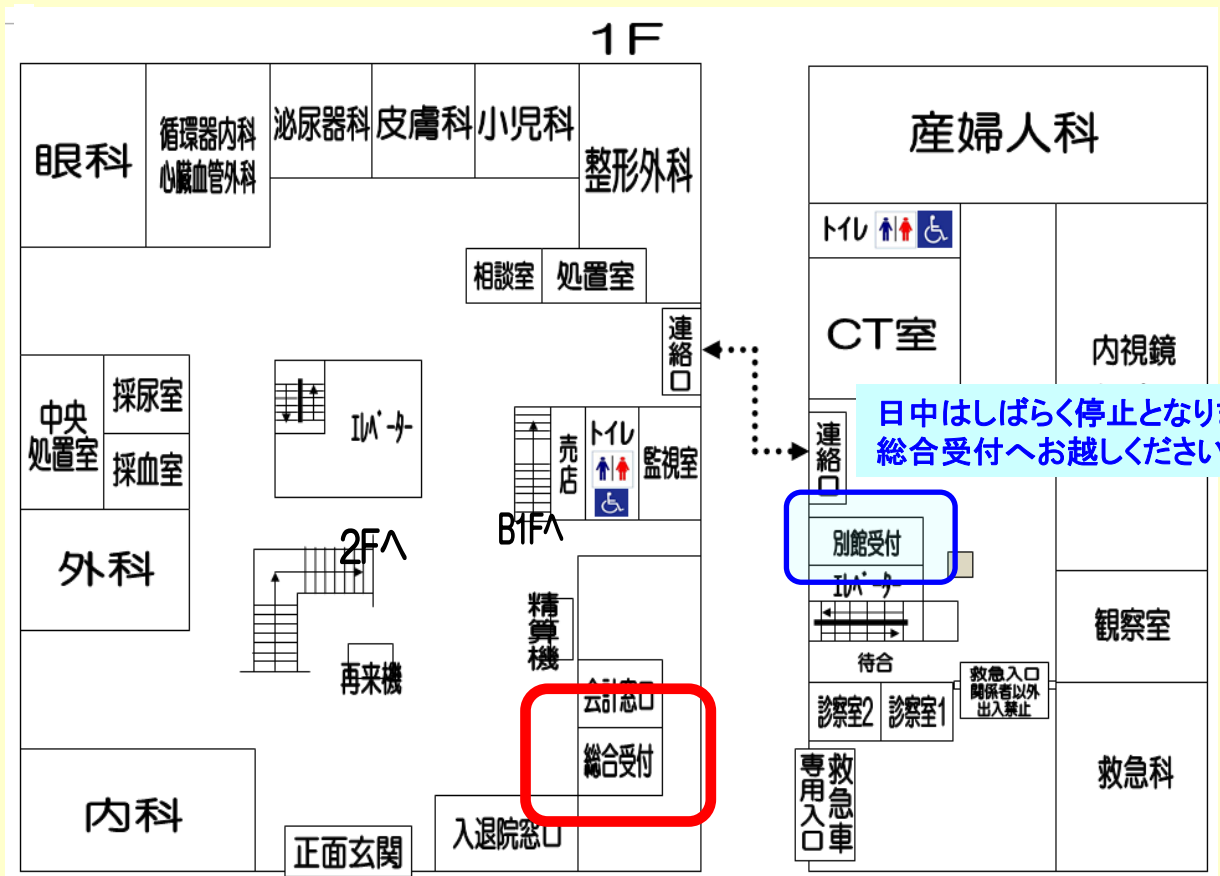 1F
眼科
循環器内科
心臓血管外科
泌尿器科
皮膚科
小児科
整形外科
相談室
処置室
連絡口
中央
処置室
採尿室
採血室
エレベーター
売店
トイレ
監視室
B1Fへ
2Fへ
外科
精算機
再来機
会計窓口
総合受付
内科
正面玄関
入退院窓口
産婦人科
トイレ
CT室
内視鏡
日中はしばらく停止となりま
総合受付へお越しください
連絡口
別館受付
エレベーター
待合
観察室
救急入口
関係者以外
出入禁止
診察室2
診察室1
救急車
専用入口
救急科